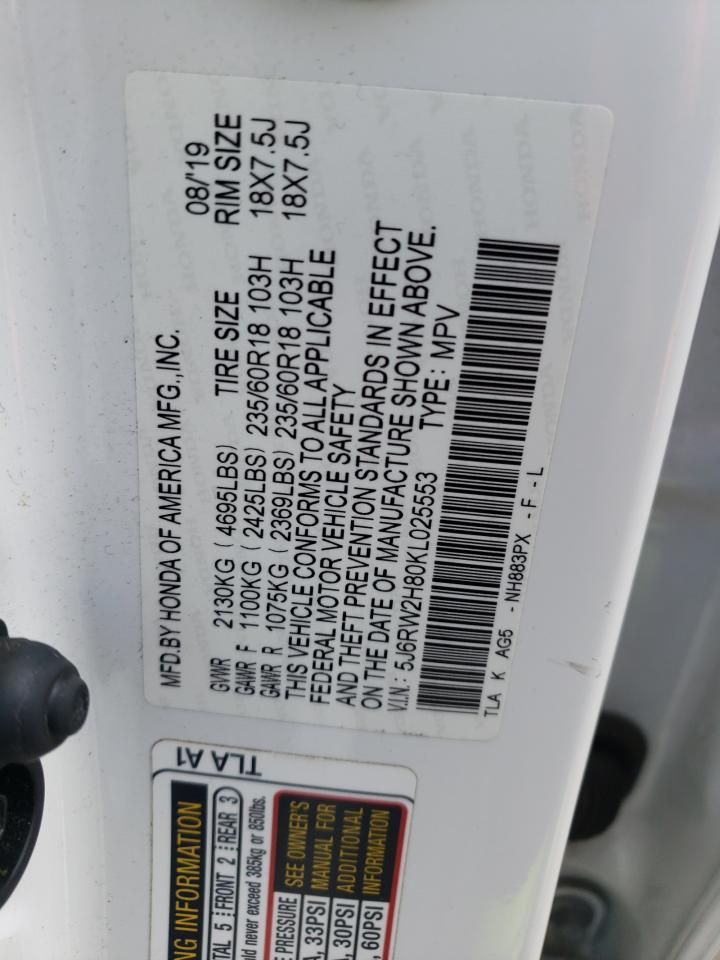 MFD.BY HONDA OF AMERICA MFG.,INC. 08/'19
GVWR 2130KG ( 4695LBS) TIRE SIZE RIM SIZE
GAWR F 1100KG ( 2425LBS) 235/60R18 103H 18X7.5J
GAWR R 1075KG ( 2369LBS) 235/60R18 103H 18X7.5J
THIS VEHICLE CONFORMS TO ALL APPLICABLE
FEDERAL MOTOR VEHICLE SAFETY
AND THEFT PREVENTION STANDARDS IN EFFECT
ON THE DATE OF MANUFACTURE SHOWN ABOVE.
V.I.N.: 5J6RW2H80KL025553 TYPE: MPV
TLA K AG5 -NH883PX -F-L
TLA A1
INFORMATION
5 FRONT 2 REAR 3
never exceed 385kg or 850lbs.
PRESSURE SEE OWNER'S
33PSI MANUAL FOR
30PSI ADDITIONAL
60PSI INFORMATION